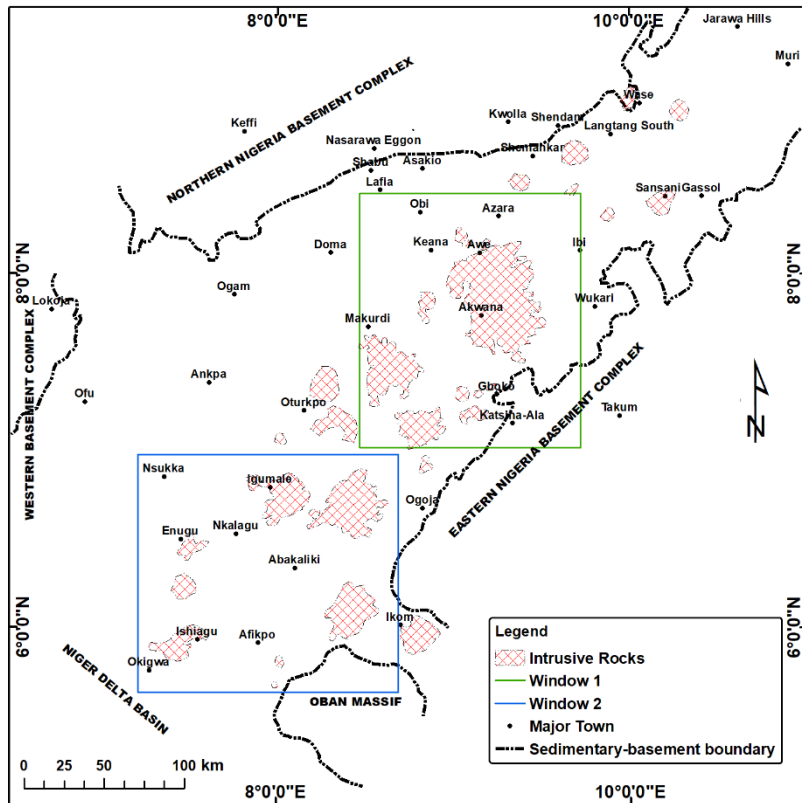 8°0'0"E
10°0'0"E
Jarawa Hills
Muri
Wase
Kwolla
Shendam
Langtang South
Keffi
NORTHERN NIGERIA BASEMENT COMPLEX
Nasarawa Eggon
Shabu
Asakio
Shemankar
Lafia
Sansani
Gassol
Obi
Azara
Doma
Keana
Awe
Ibi
8°0'0"N
8°0'0"N
Ogam
Lokoja
Wukari
Akwana
Makurdi
WESTERN BASEMENT COMPLEX
Ankpa
Gboko
Ofu
Oturkpo
Katsina-Ala
Takum
EASTERN NIGERIA BASEMENT COMPLEX
N
Nsukka
Igumale
Ogoja
Enugu
Nkalagu
Abakaliki
6°0'0"N
6°0'0"N
Ishiagu
Afikpo
Ikom
Okigwa
NIGER DELTA BASIN
OBAN MASSIF
Legend
Intrusive Rocks
Window 1
Window 2
Major Town
Sedimentary-basement boundary
0 25 50 100 km
8°0'0"E
10°0'0"E